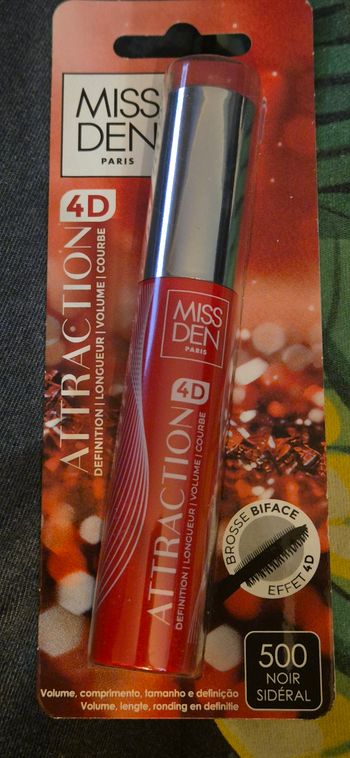 MISS
DEN
PARIS
ATTRACTION 4D
DEFINITION | LONGUEUR | VOLUME | COURBE
MISS
DEN
PARIS
ATTRACTION 4D
DEFINITION | LONGUEUR | VOLUME | COURBE
BROSSE BIFACE
EFFET 4D
500
NOIR
SIDÉRAL
Volume, comprimento, tamanho e definição
Volume, lengte, ronding en definitie